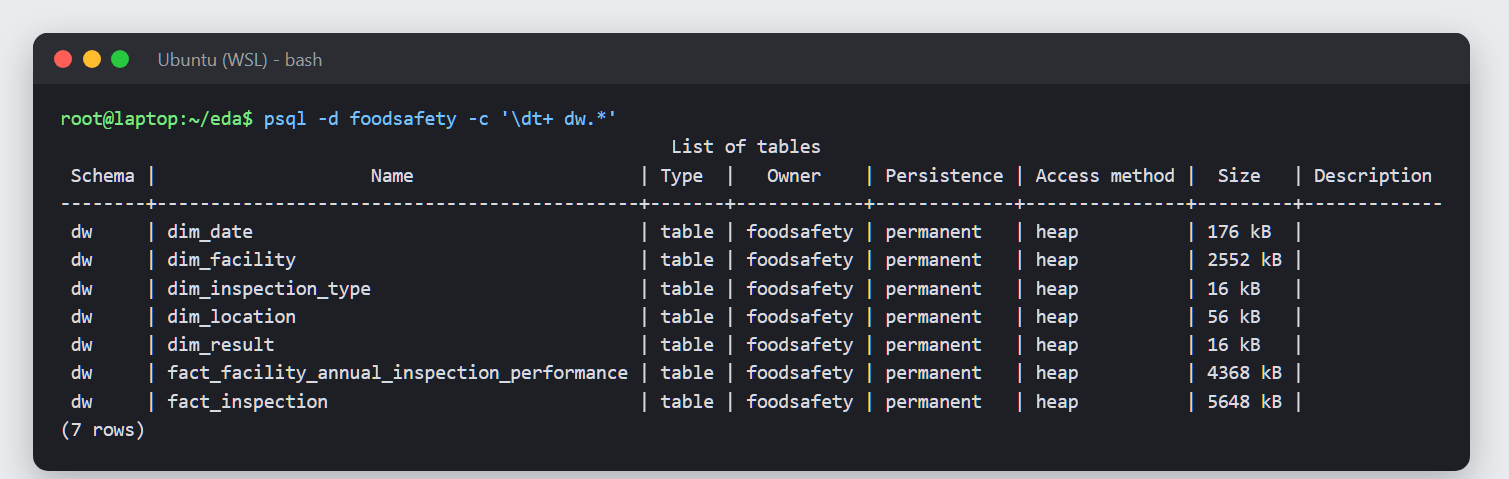 Ubuntu (WSL) - bash
root@laptop:~/eda$ psql -d foodsafety -c '\dt+ dw.*'
                                                         List of tables
 Schema |                    Name                     | Type  |   Owner    | Persistence | Access method |  Size   | Description
--------+---------------------------------------------+-------+------------+-------------+---------------+---------+-------------
 dw     | dim_date                                    | table | foodsafety | permanent   | heap          | 176 kB  |
 dw     | dim_facility                                | table | foodsafety | permanent   | heap          | 2552 kB |
 dw     | dim_inspection_type                         | table | foodsafety | permanent   | heap          | 16 kB   |
 dw     | dim_location                                | table | foodsafety | permanent   | heap          | 56 kB   |
 dw     | dim_result                                  | table | foodsafety | permanent   | heap          | 16 kB   |
 dw     | fact_facility_annual_inspection_performance | table | foodsafety | permanent   | heap          | 4368 kB |
 dw     | fact_inspection                             | table | foodsafety | permanent   | heap          | 5648 kB |
(7 rows)